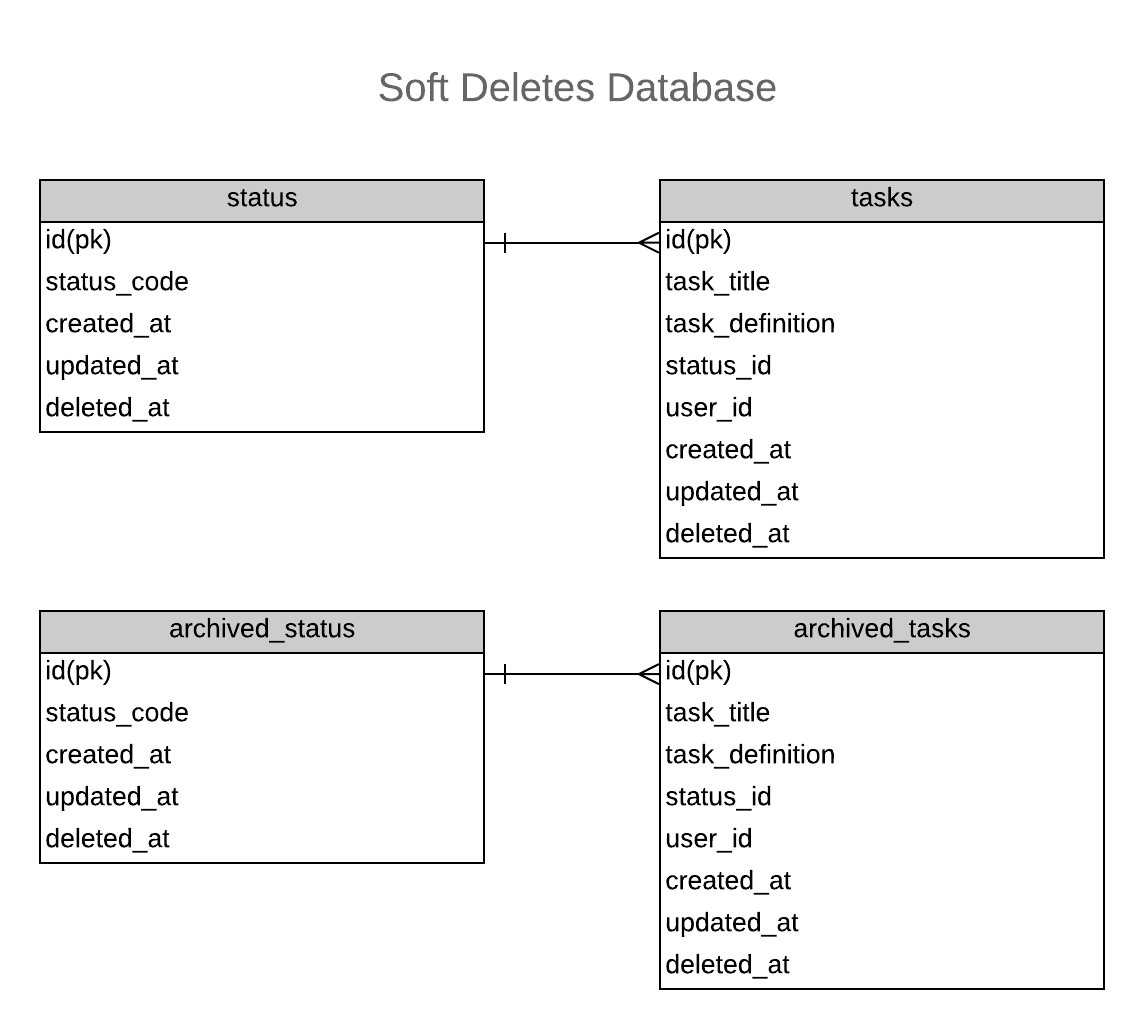 Soft Deletes Database
status
id(pk)
status_code
created_at
updated_at
deleted_at
tasks
id(pk)
task_title
task_definition
status_id
user_id
created_at
updated_at
deleted_at
archived_status
id(pk)
status_code
created_at
updated_at
deleted_at
archived_tasks
id(pk)
task_title
task_definition
status_id
user_id
created_at
updated_at
deleted_at